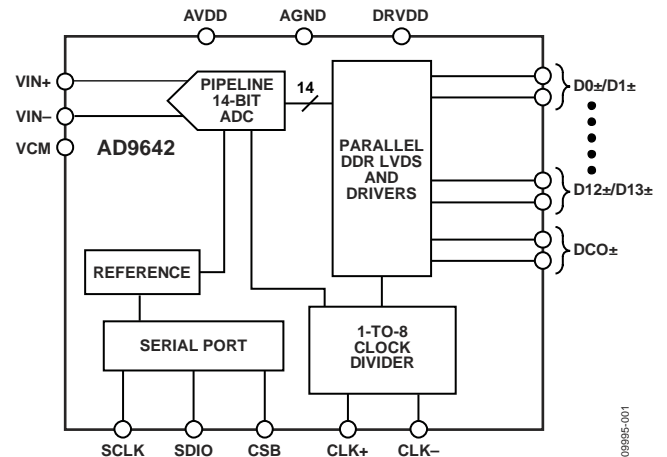 AVDD AGND DRVDD
VIN+
VIN–
VCM
AD9642
PIPELINE
14-BIT
ADC
14
PARALLEL
DDR LVDS
AND
DRIVERS
D0±/D1±
D12±/D13±
DCO±
REFERENCE
SERIAL PORT
1-TO-8
CLOCK
DIVIDER
SCLK SDIO CSB CLK+ CLK–
09995-001